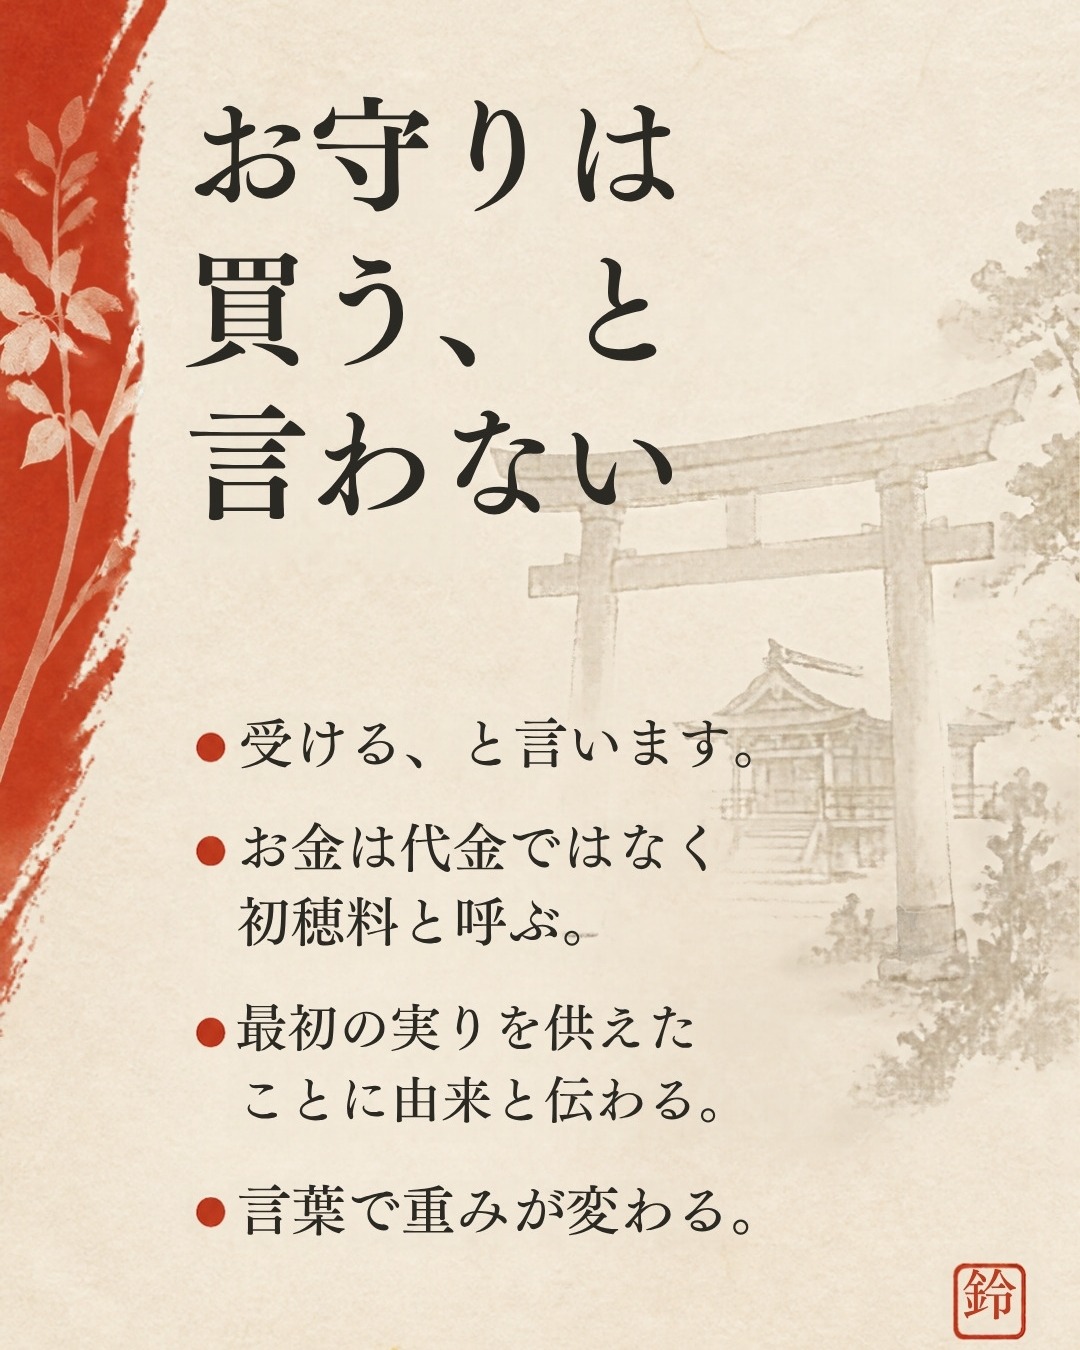 お守りは
買う、と
言わない
受ける、と言います。
お金は代金ではなく
初穂料と呼ぶ。
最初の実りを供えた
ことに由来と伝わる。
言葉で重みが変わる。
鈴